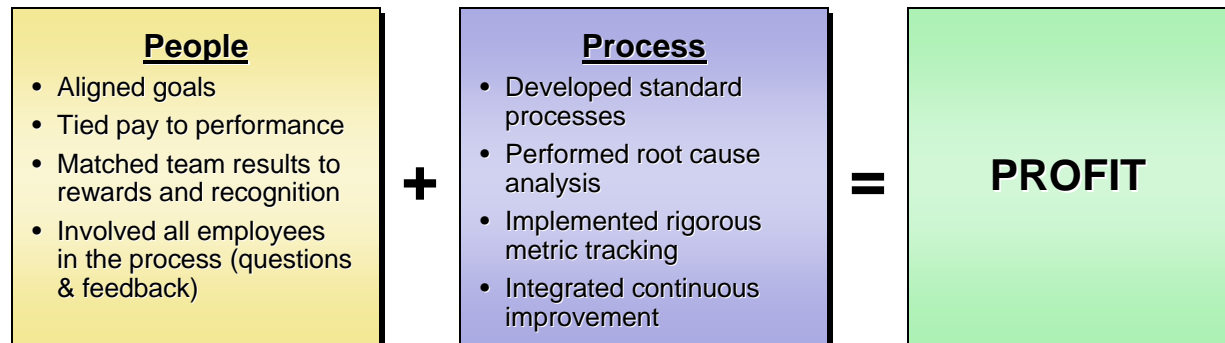 People
• Aligned goals
• Tied pay to performance
• Matched team results to
rewards and recognition
• Involved all employees
in the process (questions
& feedback)
+
Process
• Developed standard
processes
• Performed root cause
analysis
• Implemented rigorous
metric tracking
• Integrated continuous
improvement
=
PROFIT